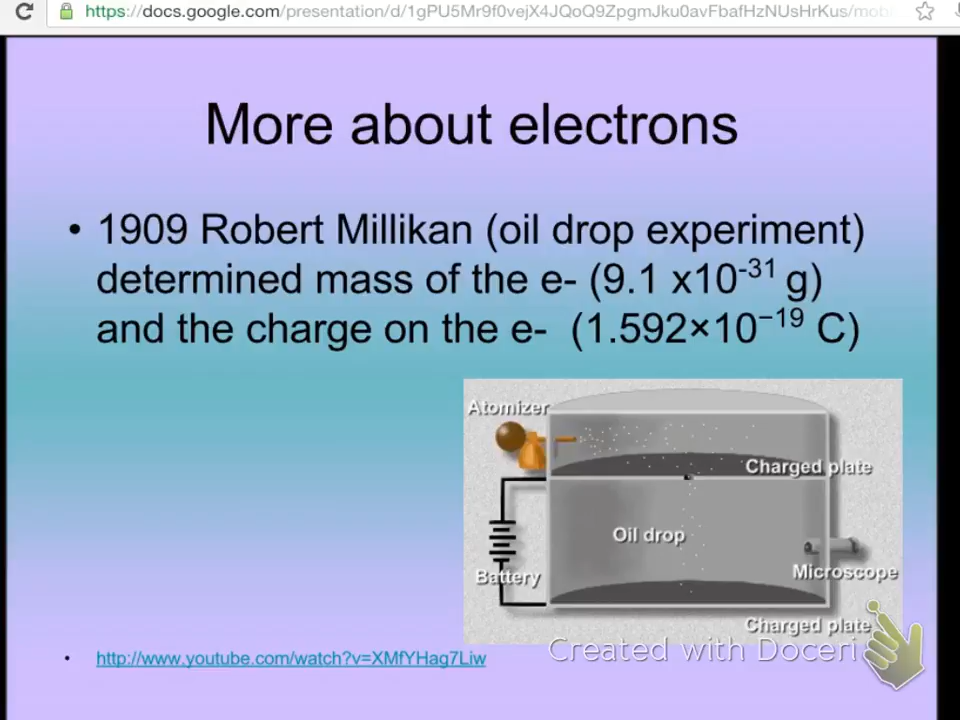 https://docs.google.com/presentation/d/1gPU5Mr9f0vejX4JQoQ9ZpgmJku0avFbafHzNUsHrKus/mobi
More about electrons
• 1909 Robert Millikan (oil drop experiment)
determined mass of the e- (9.1 x10⁻³¹ g)
and the charge on the e-  (1.592×10⁻¹⁹ C)
Atomizer
Charged plate
Oil drop
Battery
Microscope
Charged plate
• http://www.youtube.com/watch?v=XMfYHag7Liw
Created with Doceri